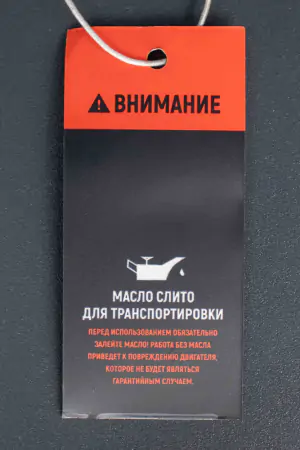 ВНИМАНИЕ
МАСЛО СЛИТО
ДЛЯ ТРАНСПОРТИРОВКИ
ПЕРЕД ИСПОЛЬЗОВАНИЕМ ОБЯЗАТЕЛЬНО
ЗАЛЕЙТЕ МАСЛО! РАБОТА БЕЗ МАСЛА
ПРИВЕДЕТ К ПОВРЕЖДЕНИЮ ДВИГАТЕЛЯ,
КОТОРОЕ НЕ БУДЕТ ЯВЛЯТЬСЯ
ГАРАНТИЙНЫМ СЛУЧАЕМ.